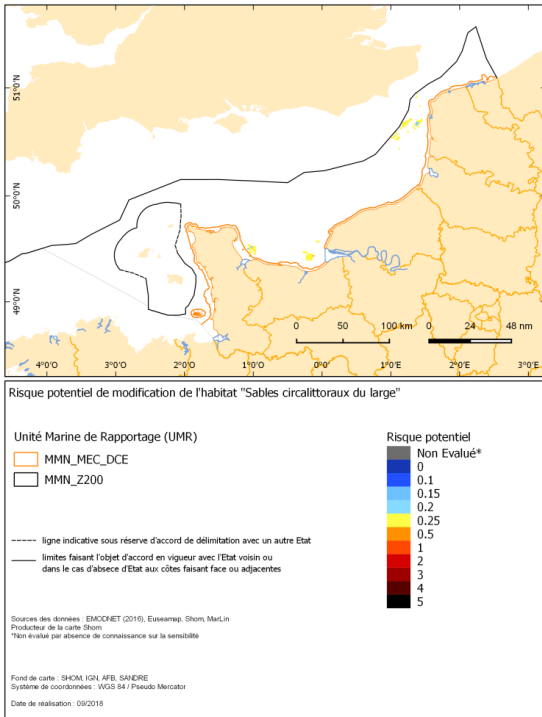 51°0'N
50°0'N
49°0'N
0 50 100 km 0 24 48 nm
4°0'O 3°0'O 2°0'O 1°0'O 0°0'E 1°0'E 2°0'E 3°0'E
Risque potentiel de modification de l'habitat "Sables circalittoraux du large"
Unité Marine de Rapportage (UMR)
MMN_MEC_DCE
MMN_Z200
ligne indicative sous réserve d'accord de délimitation avec un autre Etat
limites faisant l'objet d'accord en vigueur avec l'Etat voisin ou
dans le cas d'absece d'Etat aux côtes faisant face ou adjacentes
Risque potentiel
Non Evalué*
0
0.1
0.15
0.2
0.25
0.5
1
2
3
4
5
Sources des données : EMODNET (2016), Euseamap, Shom, MarLin
Producteur de la carte Shom
*Non évalué par absence de connaissance sur la sensibilité
Fond de carte : SHOM, IGN, AFB, SANDRE
Système de coordonnées : WGS 84 / Pseudo Mercator
Date de réalisation : 09/2018